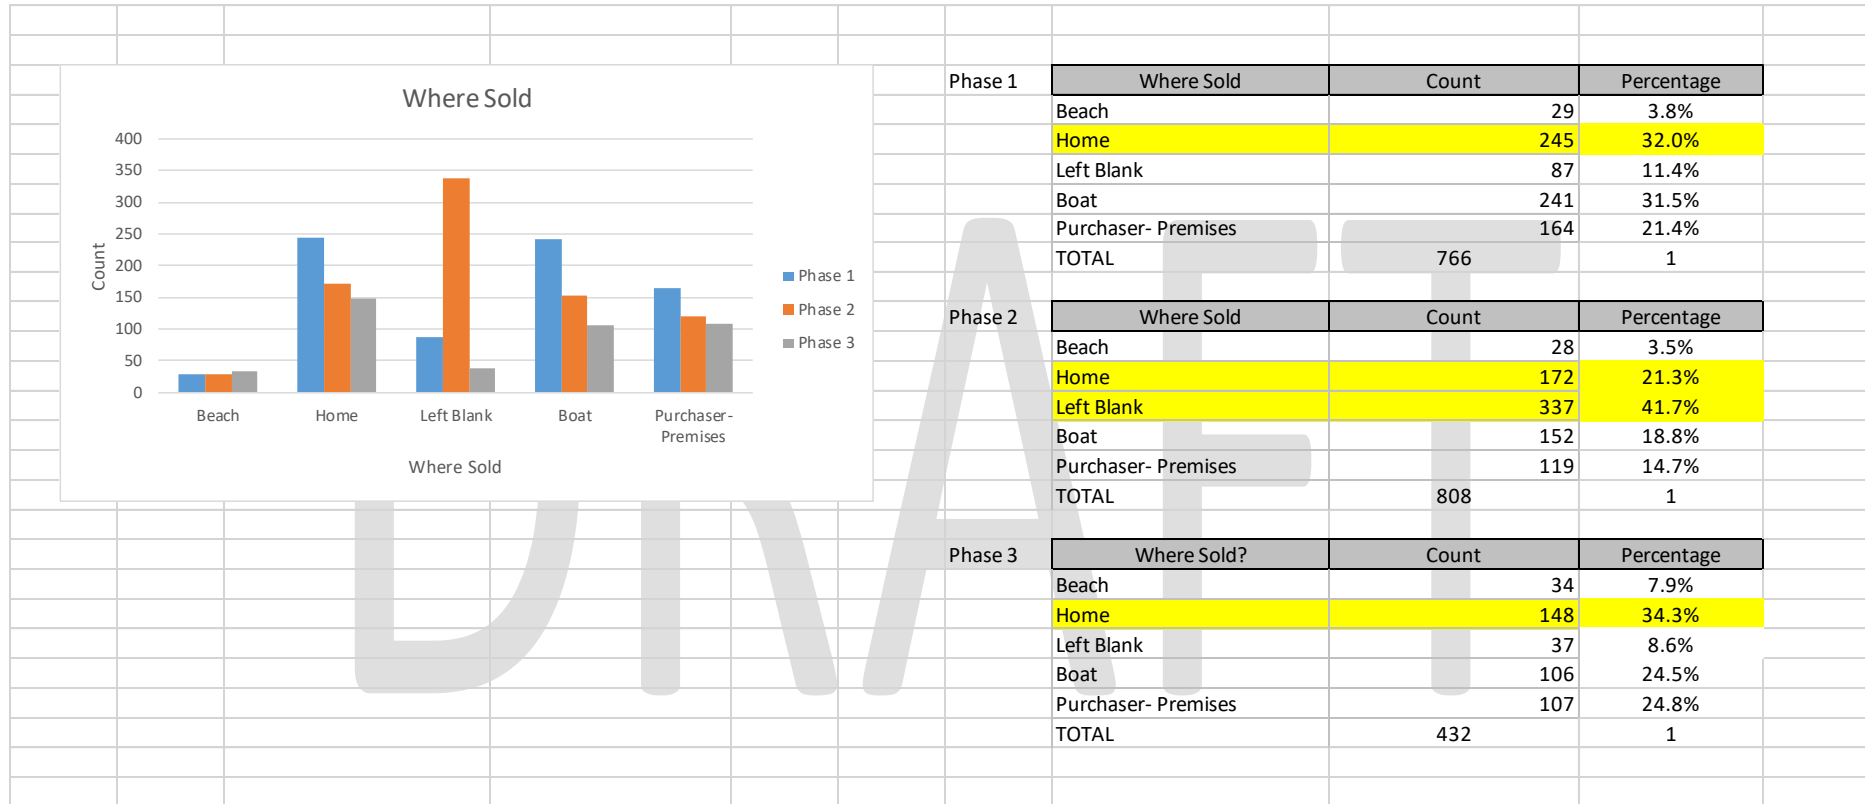 Where Sold
400
350
300
250
200
150
100
50
0
Count
Beach Home Left Blank Boat Purchaser-
Premises
Where Sold
Phase 1
Phase 2
Phase 3
Phase 1 Where Sold Count Percentage
Beach 29 3.8%
Home 245 32.0%
Left Blank 87 11.4%
Boat 241 31.5%
Purchaser- Premises 164 21.4%
TOTAL 766 1
Phase 2 Where Sold Count Percentage
Beach 28 3.5%
Home 172 21.3%
Left Blank 337 41.7%
Boat 152 18.8%
Purchaser- Premises 119 14.7%
TOTAL 808 1
Phase 3 Where Sold? Count Percentage
Beach 34 7.9%
Home 148 34.3%
Left Blank 37 8.6%
Boat 106 24.5%
Purchaser- Premises 107 24.8%
TOTAL 432 1
DRAFT